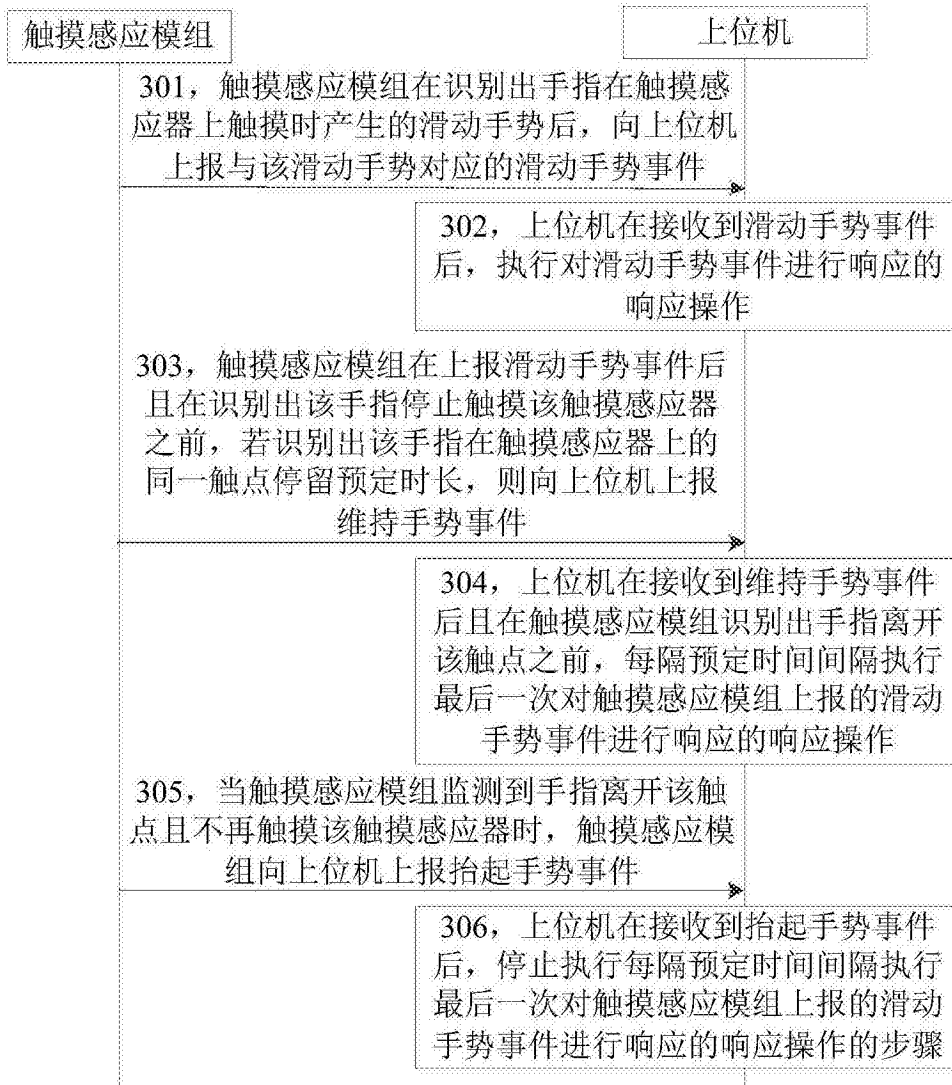 触摸感应模组
上位机
301，触摸感应模组在识别出手指在触摸感
应器上触摸时产生的滑动手势后，向上位机
上报与该滑动手势对应的滑动手势事件
302，上位机在接收到滑动手势事件
后，执行对滑动手势事件进行响应的
响应操作
303，触摸感应模组在上报滑动手势事件后
且在识别出该手指停止触摸该触摸感应器
之前，若识别出该手指在触摸感应器上的
同一触点停留预定时长，则向上位机上报
维持手势事件
304，上位机在接收到维持手势事件
后且在触摸感应模组识别出手指离开
该触点之前，每隔预定时间间隔执行
最后一次对触摸感应模组上报的滑动
手势事件进行响应的响应操作
305，当触摸感应模组监测到手指离开该触
点且不再触摸该触摸感应器时，触摸感应模
组向上位机上报抬起手势事件
306，上位机在接收到抬起手势事件
后，停止执行每隔预定时间间隔执行
最后一次对触摸感应模组上报的滑动
手势事件进行响应的响应操作的步骤